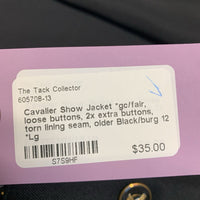 The Tack Collector
605708-13
Cavalier Show Jacket *gc/fair,
loose buttons, 2x extra buttons,
torn lining seam, older Black/burg 12
*Lg
$35.00
S7S9HF